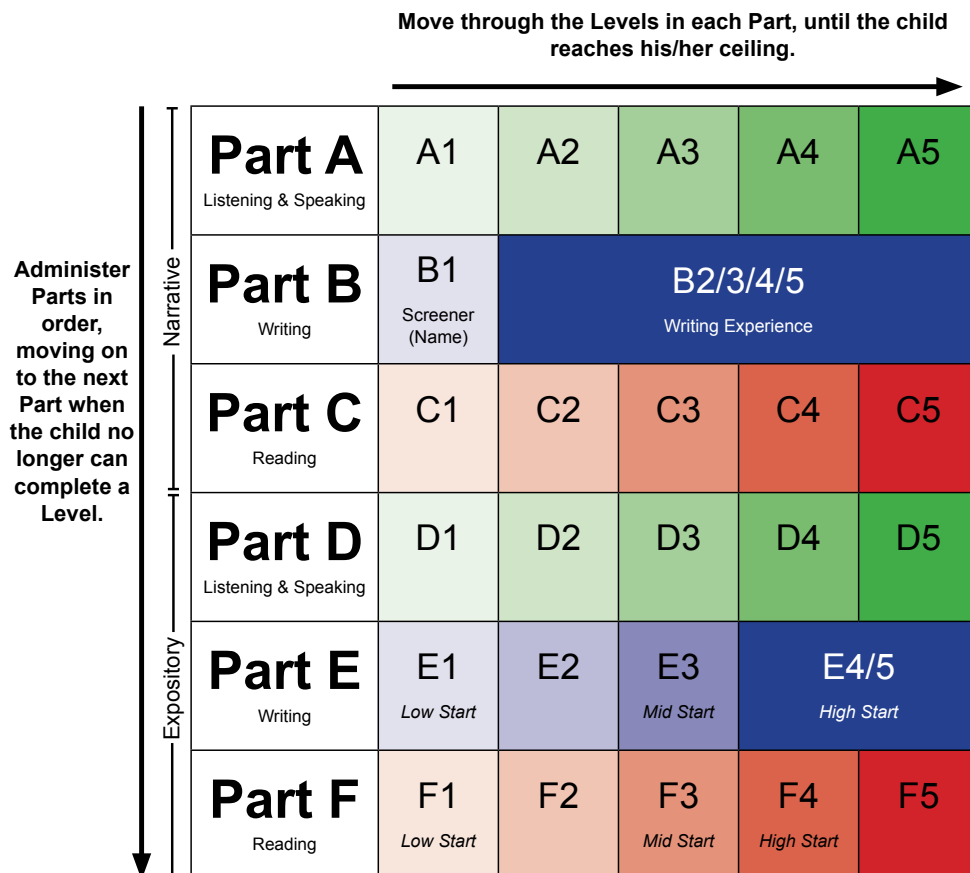 Move through the Levels in each Part, until the child
reaches his/her ceiling.
Administer
Parts in
order,
moving on
to the next
Part when
the child no
longer can
complete a
Level.
Narrative
Part A
Listening & Speaking
A1
A2
A3
A4
A5
Part B
Writing
B1
Screener
(Name)
B2/3/4/5
Writing Experience
Part C
Reading
C1
C2
C3
C4
C5
Expository
Part D
Listening & Speaking
D1
D2
D3
D4
D5
Part E
Writing
E1
Low Start
E2
E3
Mid Start
E4/5
High Start
Part F
Reading
F1
Low Start
F2
F3
Mid Start
F4
High Start
F5